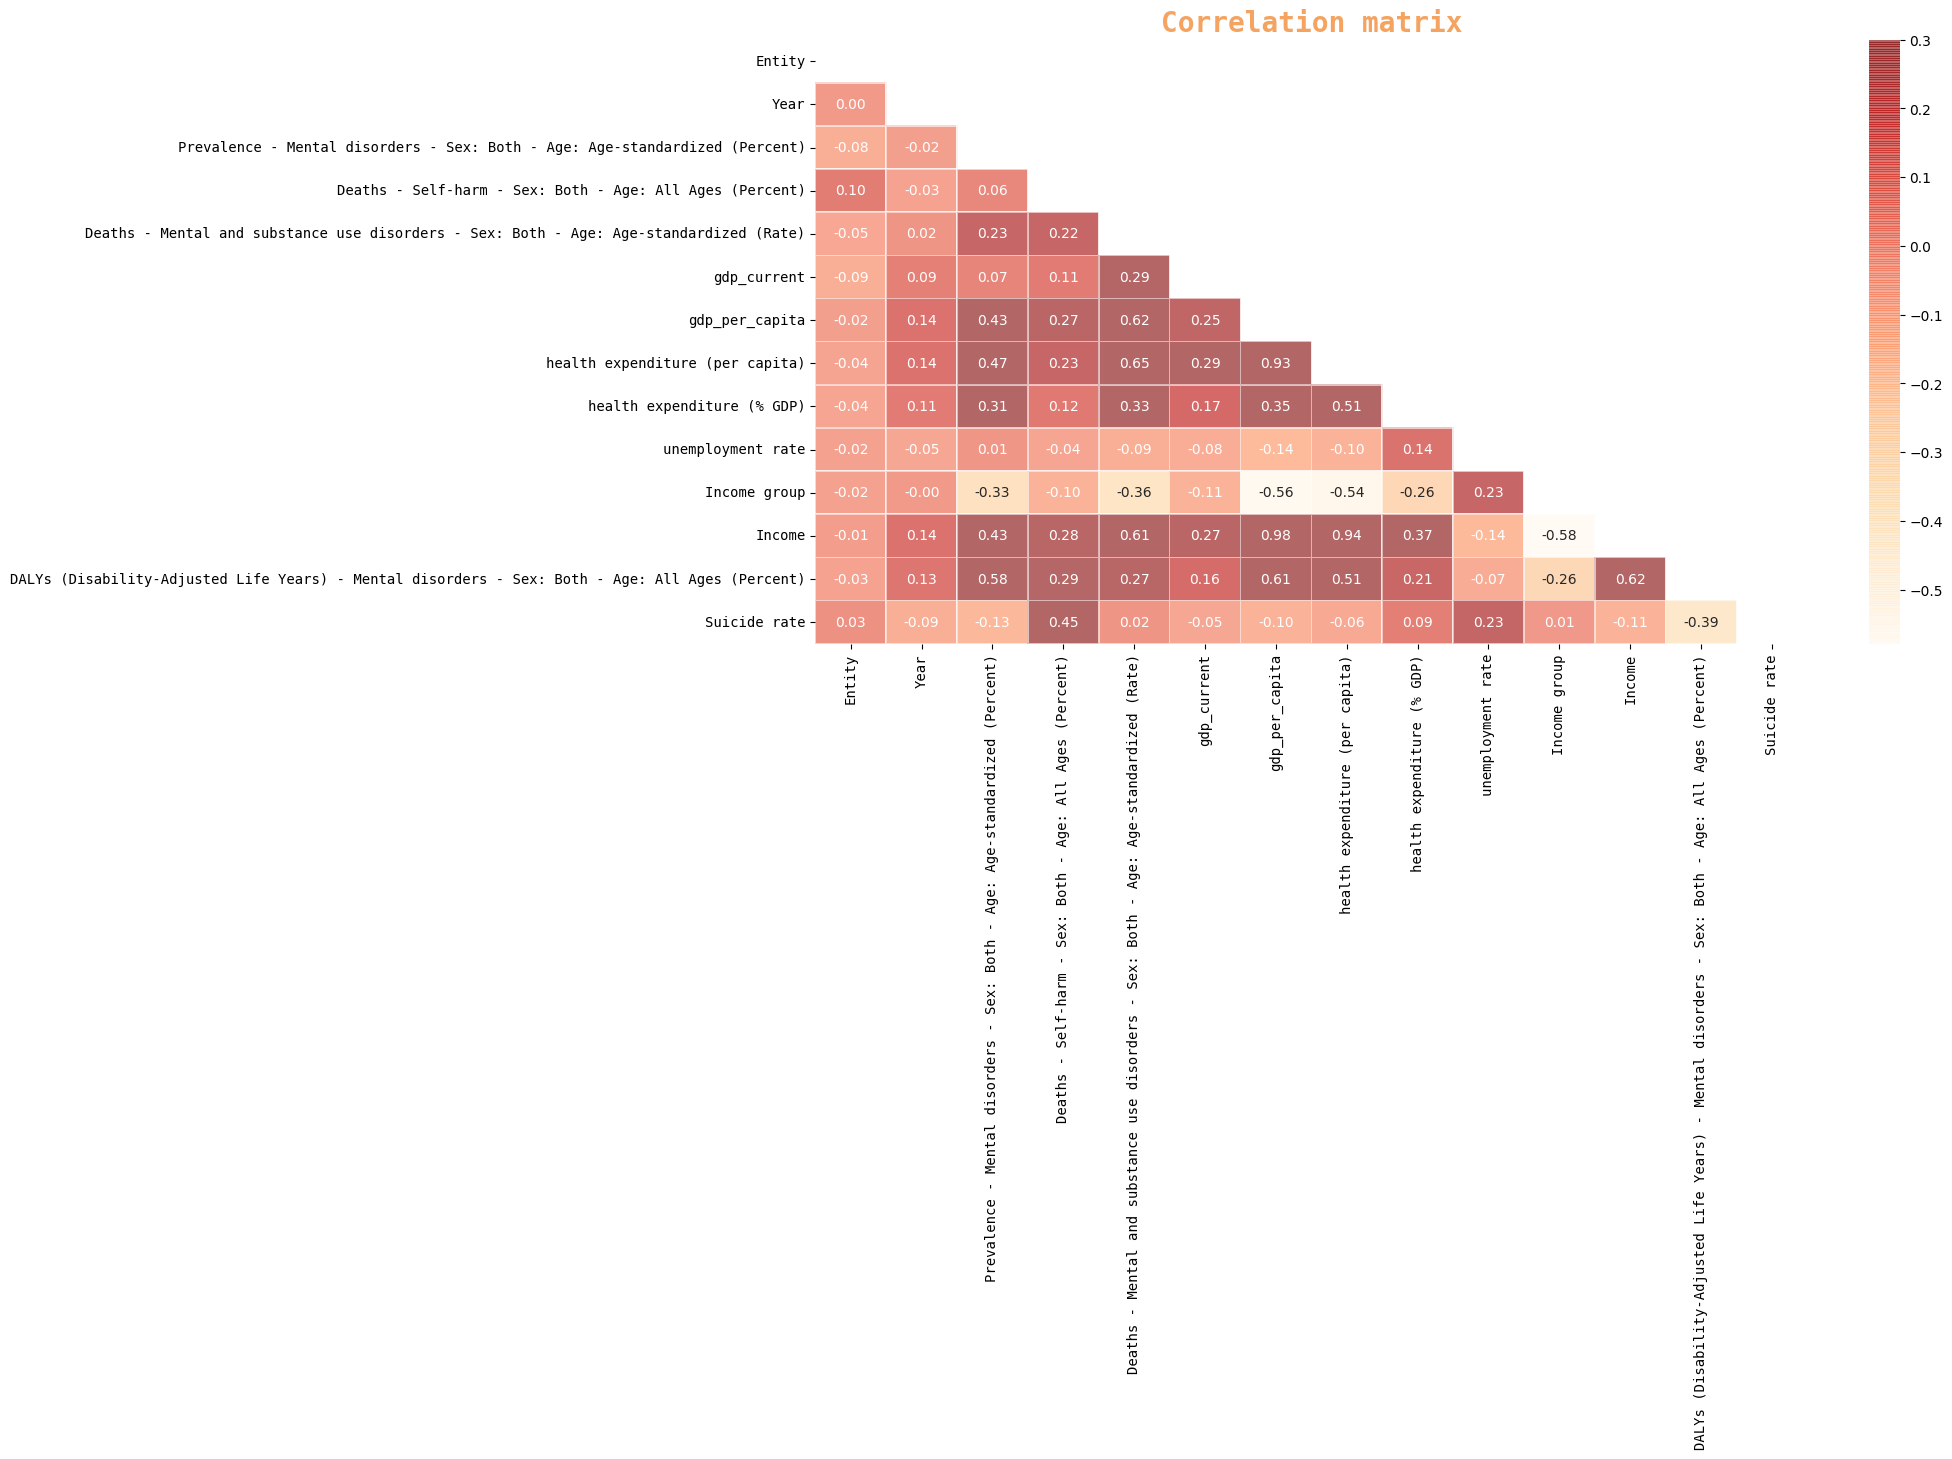 Correlation matrix
Entity
Year 0.00
Prevalence - Mental disorders - Sex: Both - Age: Age-standardized (Percent) -0.08 -0.02
Deaths - Self-harm - Sex: Both - Age: All Ages (Percent) 0.10 -0.03 0.06
Deaths - Mental and substance use disorders - Sex: Both - Age: Age-standardized (Rate) -0.05 0.02 0.23 0.22
gdp_current -0.09 0.09 0.07 0.11 0.29
gdp_per_capita -0.02 0.14 0.43 0.27 0.62 0.25
health expenditure (per capita) -0.04 0.14 0.47 0.23 0.65 0.29 0.93
health expenditure (% GDP) -0.04 0.11 0.31 0.12 0.33 0.17 0.35 0.51
unemployment rate -0.02 -0.05 0.01 -0.04 -0.09 -0.08 -0.14 -0.10 0.14
Income group -0.02 -0.00 -0.33 -0.10 -0.36 -0.11 -0.56 -0.54 -0.26 0.23
Income -0.01 0.14 0.43 0.28 0.61 0.27 0.98 0.94 0.37 -0.14 -0.58
DALYs (Disability-Adjusted Life Years) - Mental disorders - Sex: Both - Age: All Ages (Percent) -0.03 0.13 0.58 0.29 0.27 0.16 0.61 0.51 0.21 -0.07 -0.26 0.62
Suicide rate 0.03 -0.09 -0.13 0.45 0.02 -0.05 -0.10 -0.06 0.09 0.23 0.01 -0.11 -0.39
Entity
Year
Prevalence - Mental disorders - Sex: Both - Age: Age-standardized (Percent)
Deaths - Self-harm - Sex: Both - Age: All Ages (Percent)
Deaths - Mental and substance use disorders - Sex: Both - Age: Age-standardized (Rate)
gdp_current
gdp_per_capita
health expenditure (per capita)
health expenditure (% GDP)
unemployment rate
Income group
Income
DALYs (Disability-Adjusted Life Years) - Mental disorders - Sex: Both - Age: All Ages (Percent)
Suicide rate
0.3
0.2
0.1
0.0
−0.1
−0.2
−0.3
−0.4
−0.5